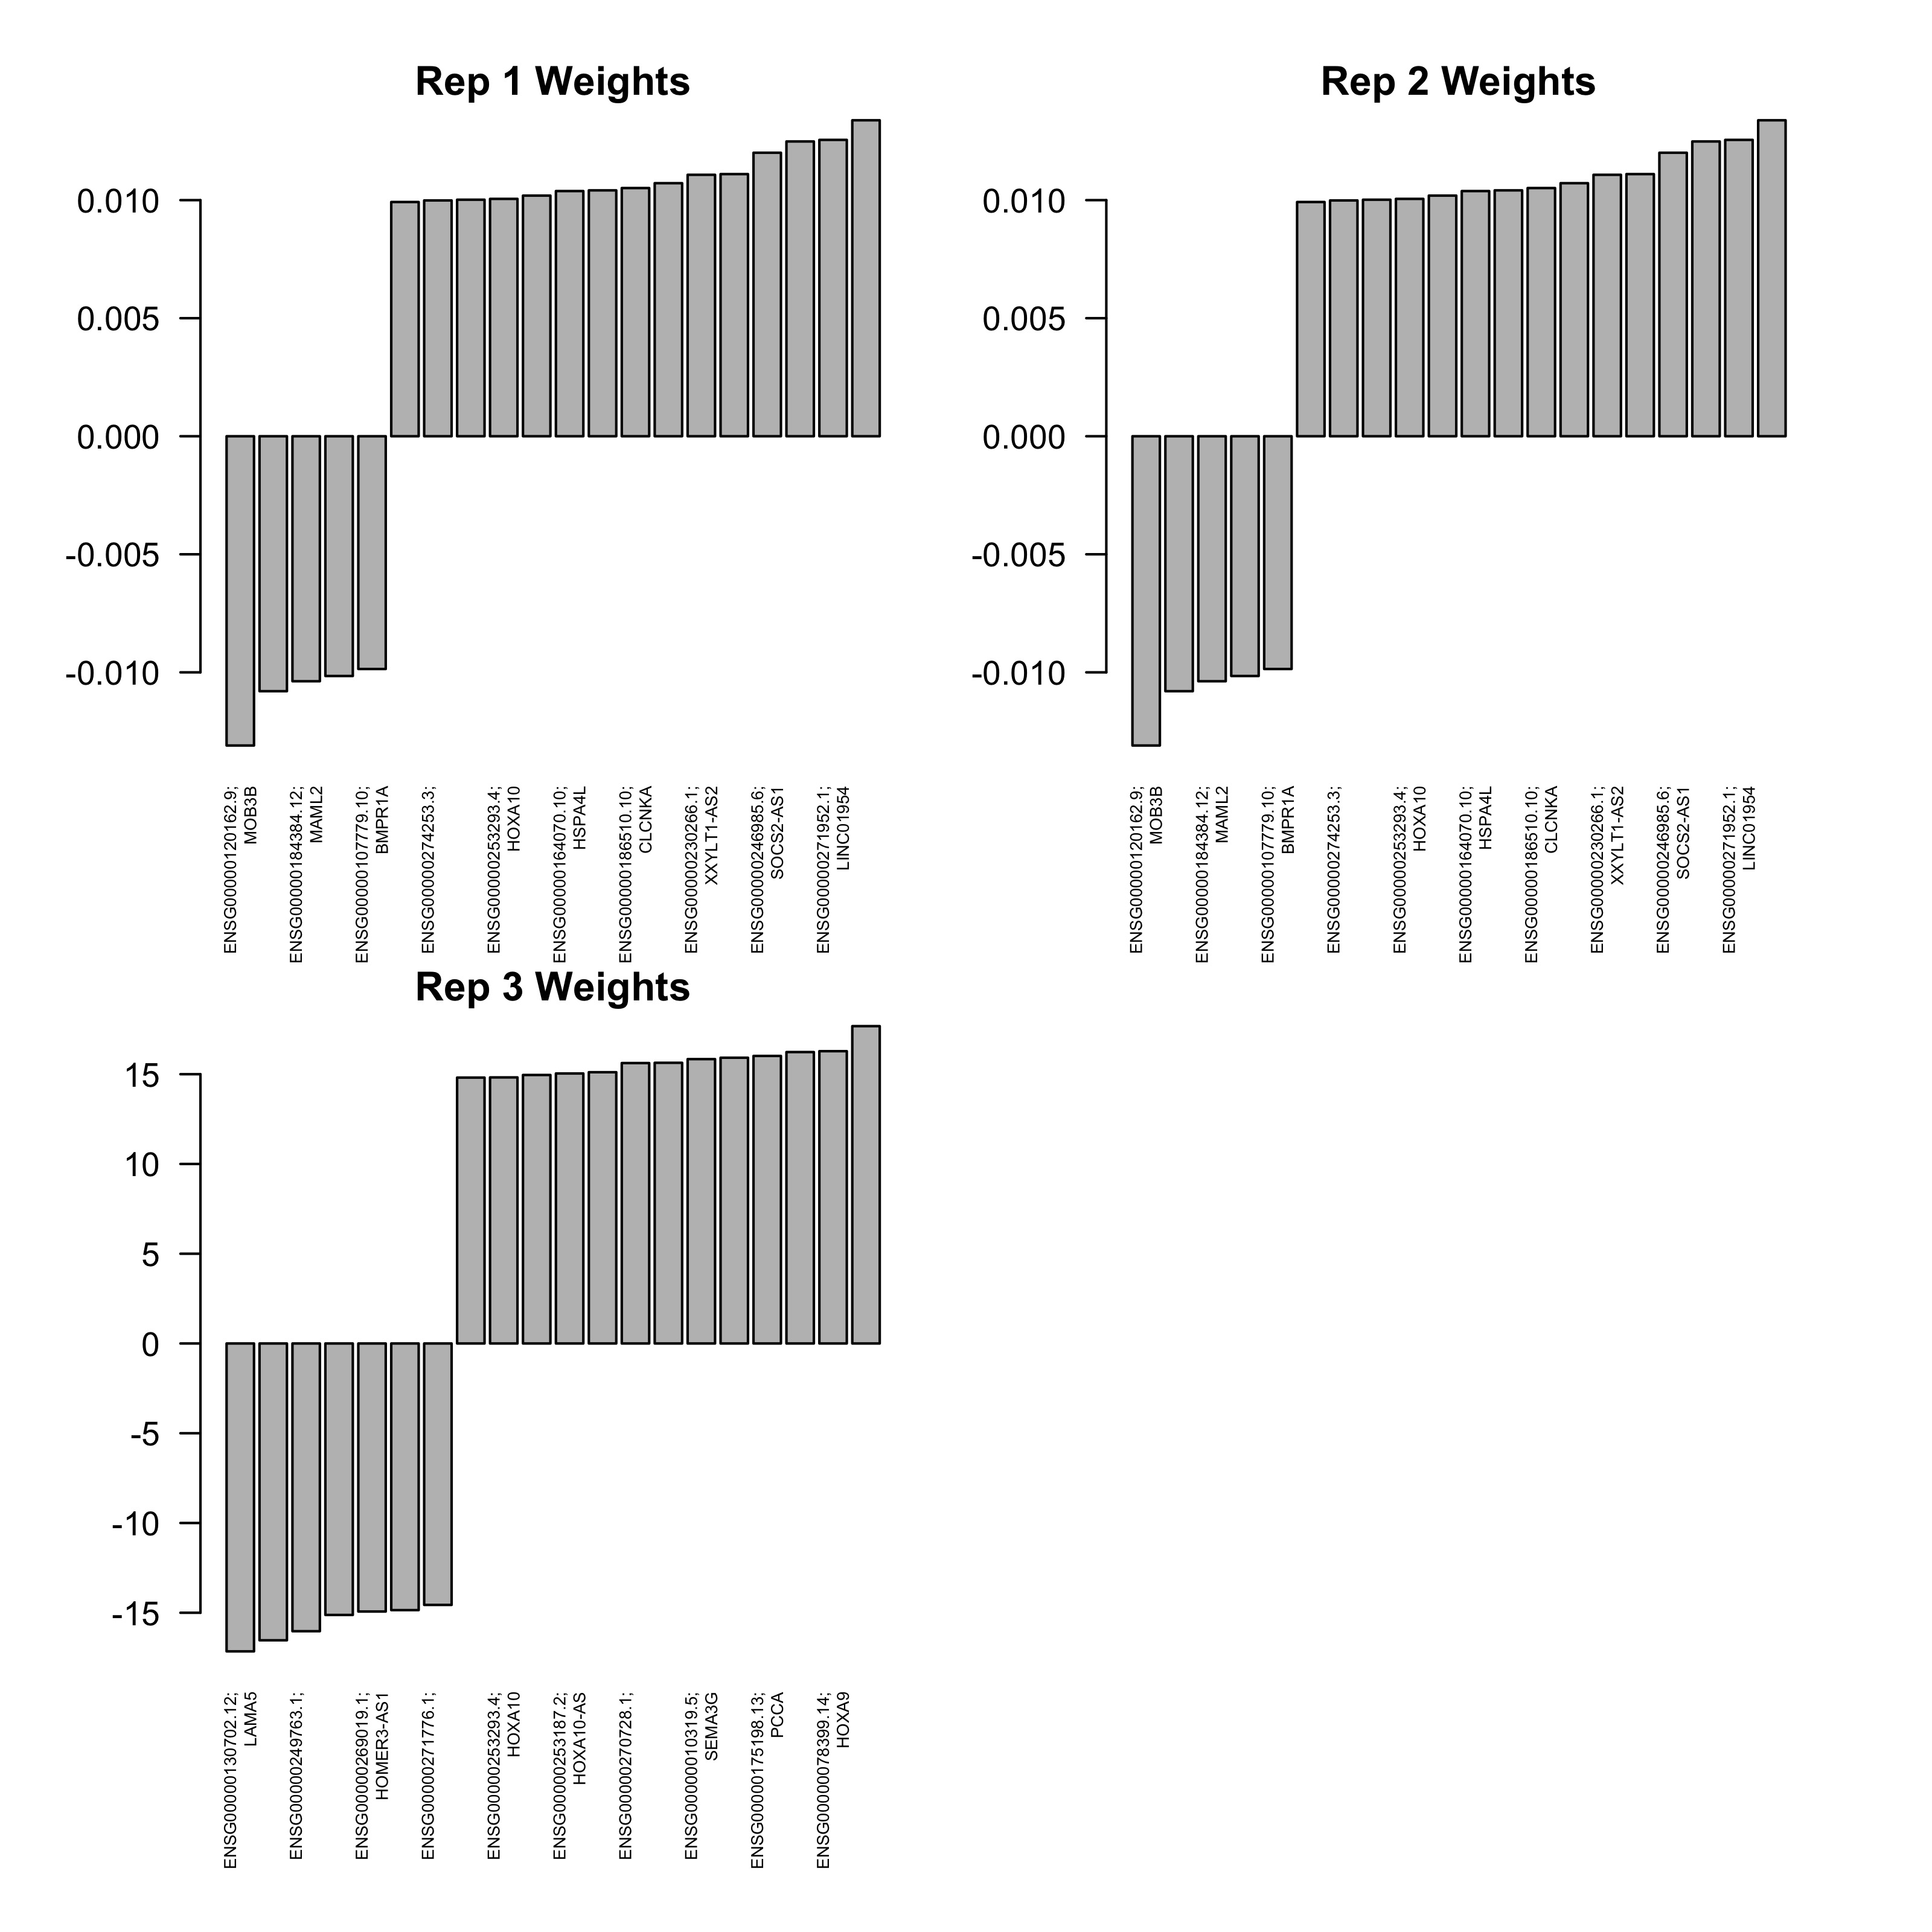 Rep 1 Weights
0.010
0.005
0.000
-0.005
-0.010
ENSG00000120162.9;
MOB3B
ENSG00000184384.12;
MAML2
ENSG00000107779.10;
BMPR1A
ENSG00000274253.3;
ENSG00000253293.4;
HOXA10
ENSG00000164070.10;
HSPA4L
ENSG00000186510.10;
CLCNKA
ENSG00000230266.1;
XXYLT1-AS2
ENSG00000246985.6;
SOCS2-AS1
ENSG00000271952.1;
LINC01954
Rep 2 Weights
0.010
0.005
0.000
-0.005
-0.010
ENSG00000120162.9;
MOB3B
ENSG00000184384.12;
MAML2
ENSG00000107779.10;
BMPR1A
ENSG00000274253.3;
ENSG00000253293.4;
HOXA10
ENSG00000164070.10;
HSPA4L
ENSG00000186510.10;
CLCNKA
ENSG00000230266.1;
XXYLT1-AS2
ENSG00000246985.6;
SOCS2-AS1
ENSG00000271952.1;
LINC01954
Rep 3 Weights
15
10
5
0
-5
-10
-15
ENSG00000130702.12;
LAMA5
ENSG00000249763.1;
ENSG00000269019.1;
HOMER3-AS1
ENSG00000271776.1;
ENSG00000253293.4;
HOXA10
ENSG00000253187.2;
HOXA10-AS
ENSG00000270728.1;
ENSG00000010319.5;
SEMA3G
ENSG00000175198.13;
PCCA
ENSG00000078399.14;
HOXA9